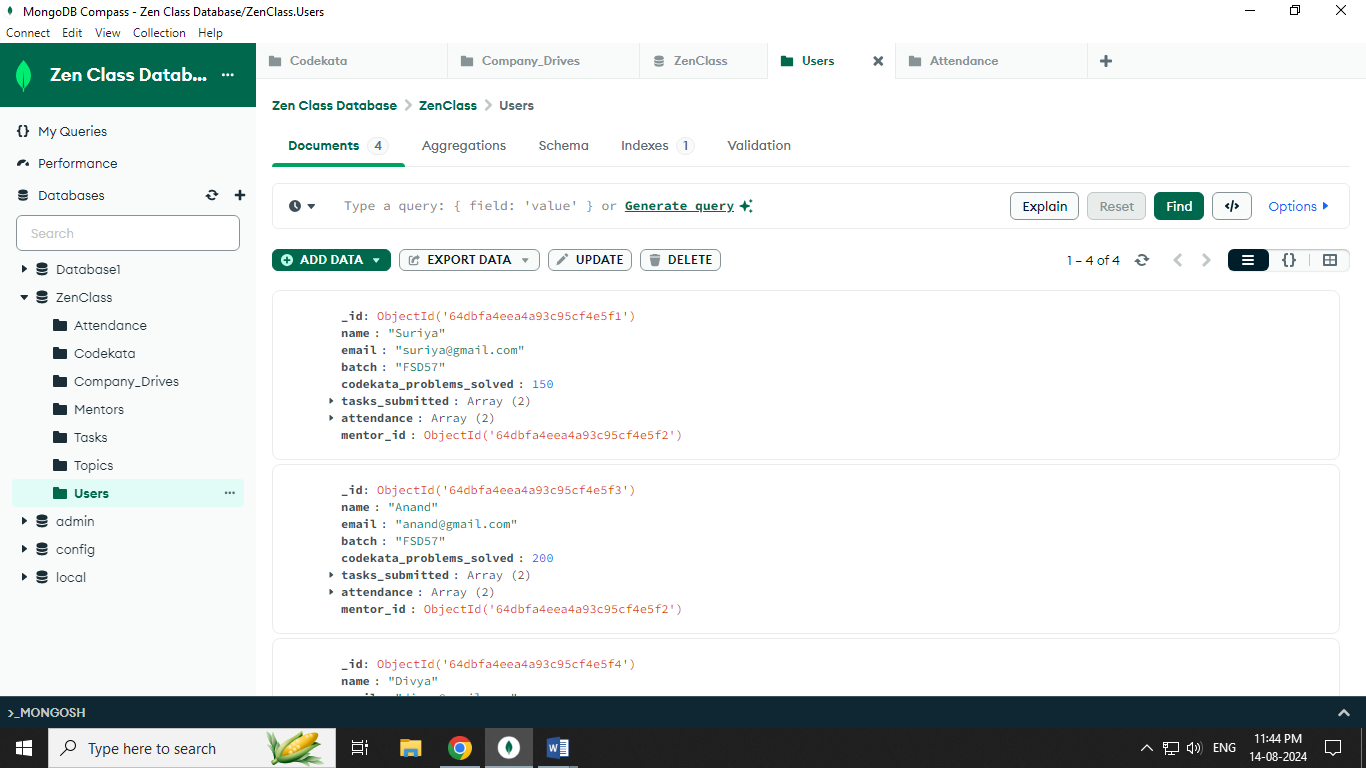 MongoDB Compass - Zen Class Database/ZenClass.Users
Connect Edit View Collection Help
Zen Class Datab... ...
Codekata Company_Drives ZenClass Users Attendance
Zen Class Database > ZenClass > Users
{} My Queries
Performance
Databases
Search
Database1
ZenClass
Attendance
Codekata
Company_Drives
Mentors
Tasks
Topics
Users ...
admin
config
local
Documents 4 Aggregations Schema Indexes 1 Validation
Type a query: { field: 'value' } or Generate query
Explain Reset Find </> Options
ADD DATA EXPORT DATA UPDATE DELETE
1 – 4 of 4 {}
_id: ObjectId('64dbfa4eea4a93c95cf4e5f1')
name : "Suriya"
email : "suriya@gmail.com"
batch : "FSD57"
codekata_problems_solved : 150
tasks_submitted : Array (2)
attendance : Array (2)
mentor_id : ObjectId('64dbfa4eea4a93c95cf4e5f2')
_id: ObjectId('64dbfa4eea4a93c95cf4e5f3')
name : "Anand"
email : "anand@gmail.com"
batch : "FSD57"
codekata_problems_solved : 200
tasks_submitted : Array (2)
attendance : Array (2)
mentor_id : ObjectId('64dbfa4eea4a93c95cf4e5f2')
_id: ObjectId('64dbfa4eea4a93c95cf4e5f4')
name : "Divya"
>_MONGOSH
Type here to search
ENG
11:44 PM
14-08-2024